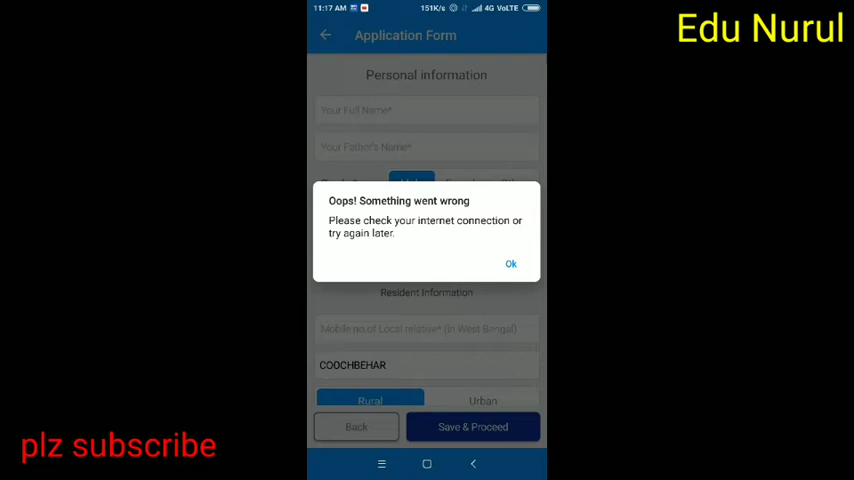 11:17 AM
151K/s
4G VoLTE
Edu Nurul
Application Form
Personal information
Your Full Name*
Your Father's Name*
Oops! Something went wrong
Please check your internet connection or
try again later.
Ok
Resident Information
Mobile no.of Local relative* (in West Bengal)
COOCHBEHAR
Rural
Urban
Back
Save & Proceed
plz subscribe